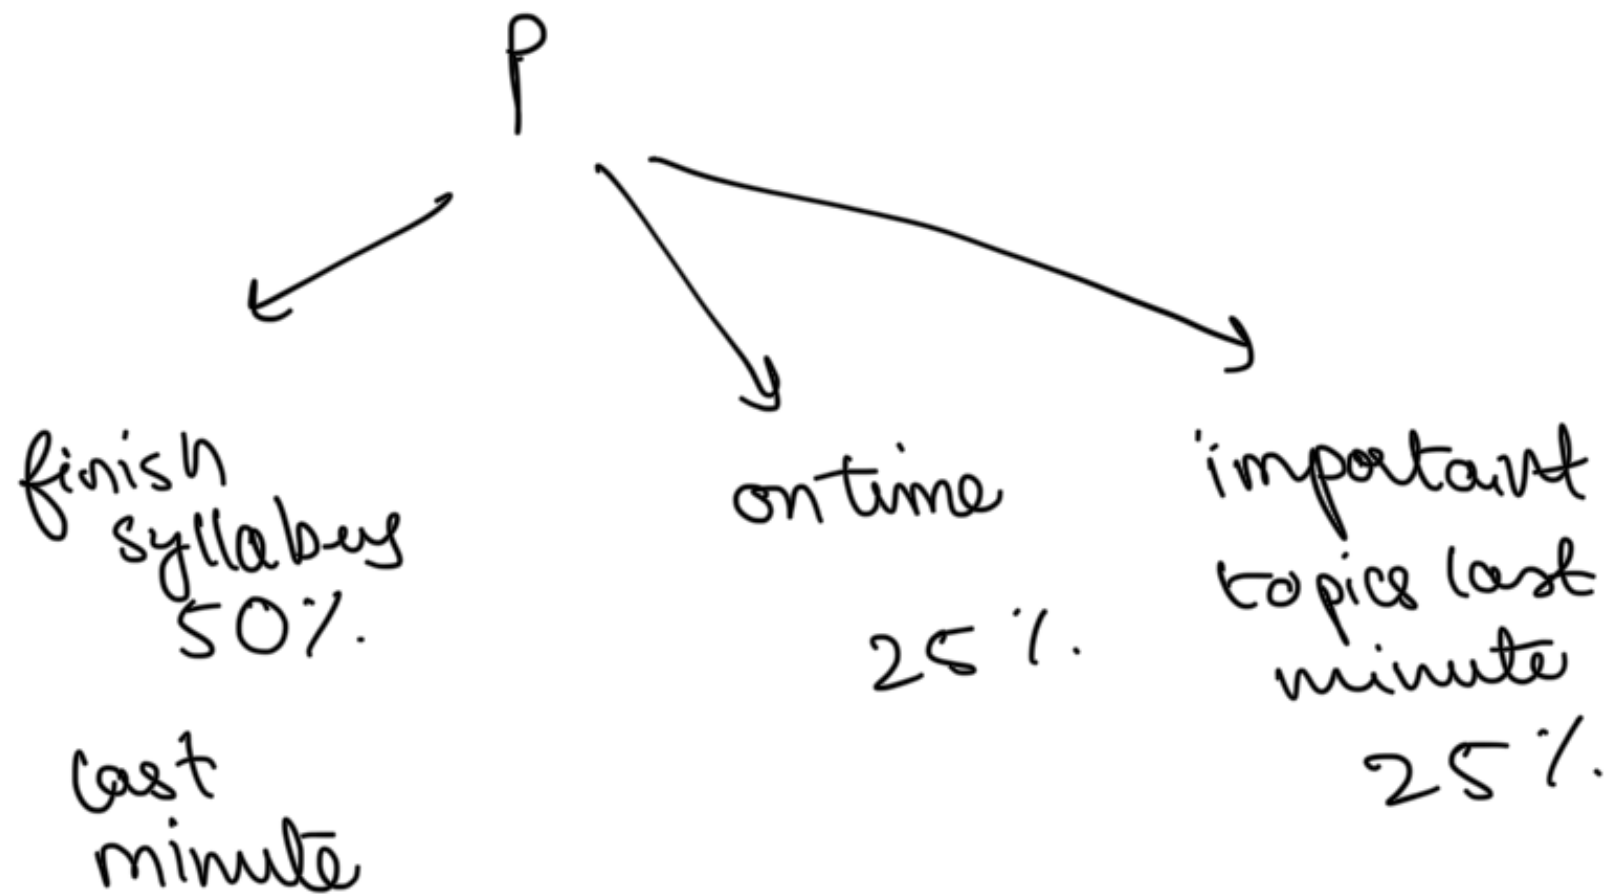 P
finish
syllabus
50%.
last
minute
on time
25%.
important
topics last
minute
25%.